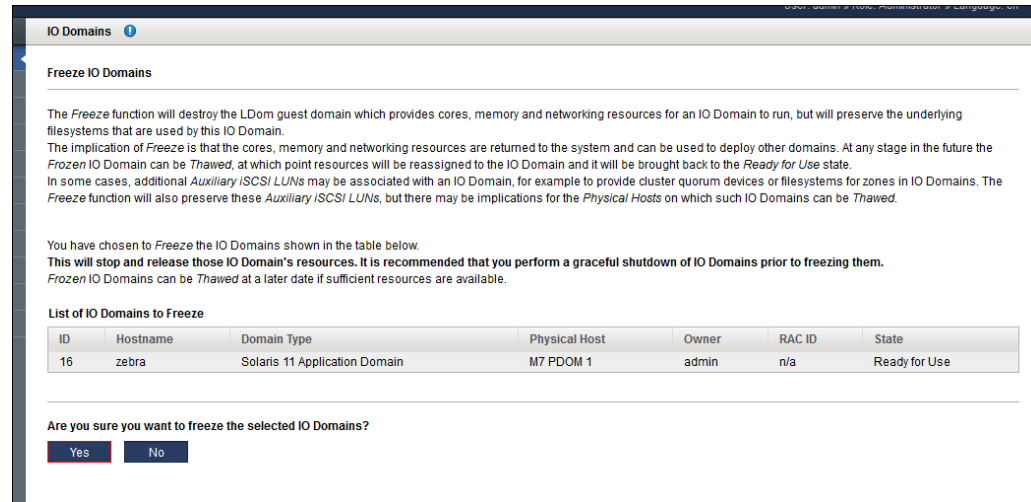 User: admin » Role: Administrator » Language: en
IO Domains
Freeze IO Domains
The Freeze function will destroy the LDom guest domain which provides cores, memory and networking resources for an IO Domain to run, but will preserve the underlying
filesystems that are used by this IO Domain.
The implication of Freeze is that the cores, memory and networking resources are returned to the system and can be used to deploy other domains. At any stage in the future the
Frozen IO Domain can be Thawed, at which point resources will be reassigned to the IO Domain and it will be brought back to the Ready for Use state.
In some cases, additional Auxiliary iSCSI LUNs may be associated with an IO Domain, for example to provide cluster quorum devices or filesystems for zones in IO Domains. The
Freeze function will also preserve these Auxiliary iSCSI LUNs, but there may be implications for the Physical Hosts on which such IO Domains can be Thawed.
You have chosen to Freeze the IO Domains shown in the table below.
This will stop and release those IO Domain's resources. It is recommended that you perform a graceful shutdown of IO Domains prior to freezing them.
Frozen IO Domains can be Thawed at a later date if sufficient resources are available.
List of IO Domains to Freeze
ID Hostname Domain Type Physical Host Owner RAC ID State
16 zebra Solaris 11 Application Domain M7 PDOM 1 admin n/a Ready for Use
Are you sure you want to freeze the selected IO Domains?
Yes No